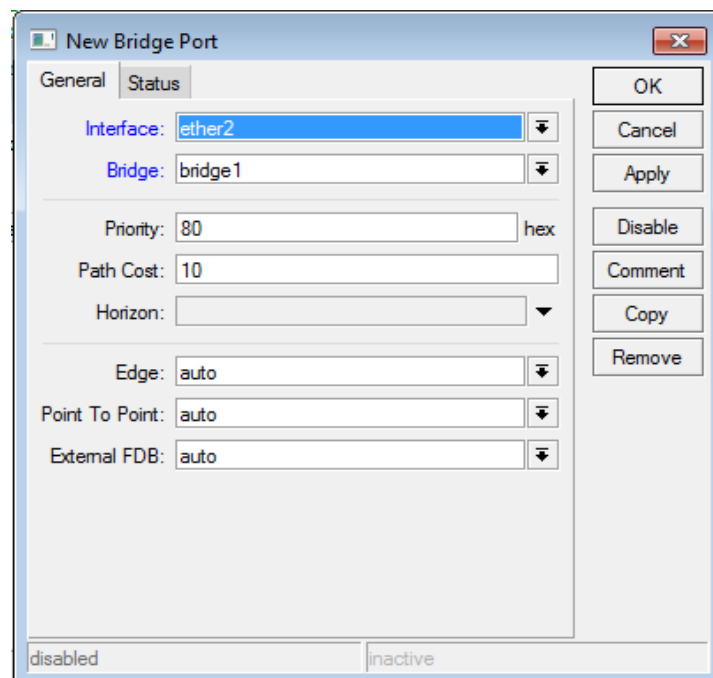 New Bridge Port
General Status
OK
Interface: ether2
Cancel
Bridge: bridge1
Apply
Priority: 80 hex
Disable
Path Cost: 10
Comment
Horizon:
Copy
Remove
Edge: auto
Point To Point: auto
External FDB: auto
disabled
inactive